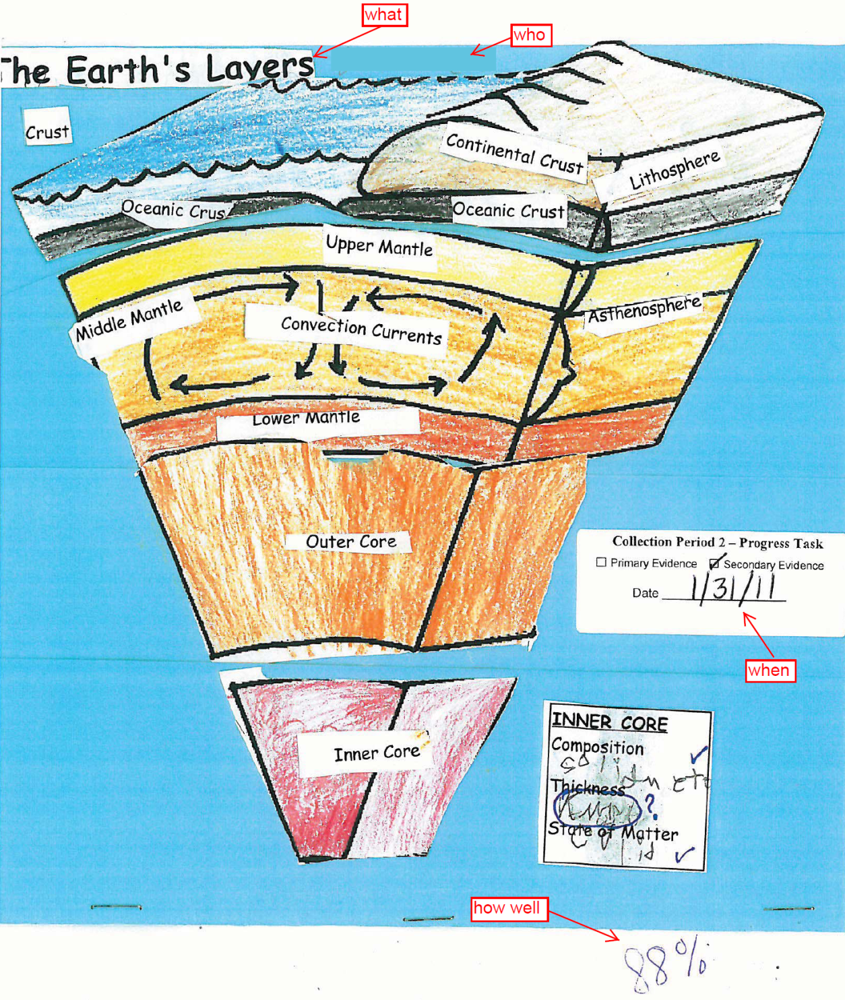 what
who
The Earth's Layers
Crust
Continental Crust
Lithosphere
Oceanic Crus
Oceanic Crust
Upper Mantle
Middle Mantle
Convection Currents
Asthenosphere
Lower Mantle
Outer Core
Collection Period 2 – Progress Task
Primary Evidence Secondary Evidence
Date 1/31/11
when
Inner Core
INNER CORE
Composition
Thickness
?
State of Matter
how well
88%